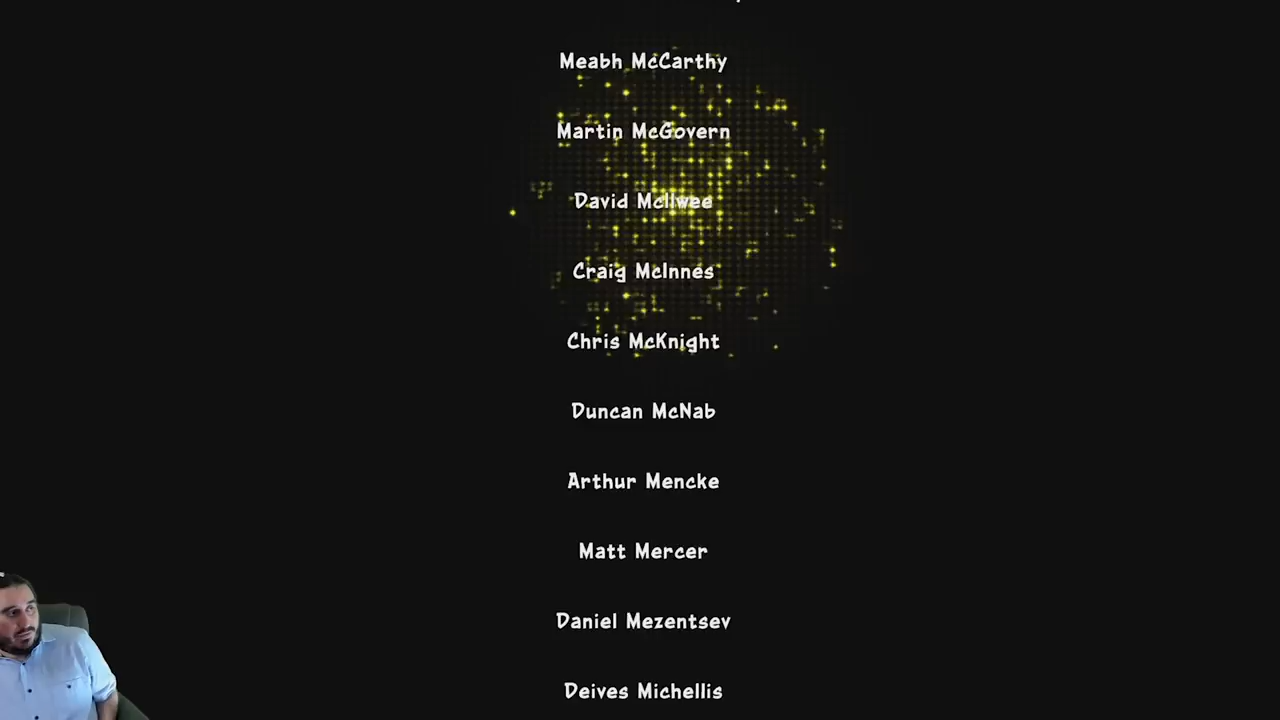 Meabh McCarthy
Martin McGovern
David McIlwee
Craig McInnes
Chris McKnight
Duncan McNab
Arthur Mencke
Matt Mercer
Daniel Mezentsev
Deives Michellis